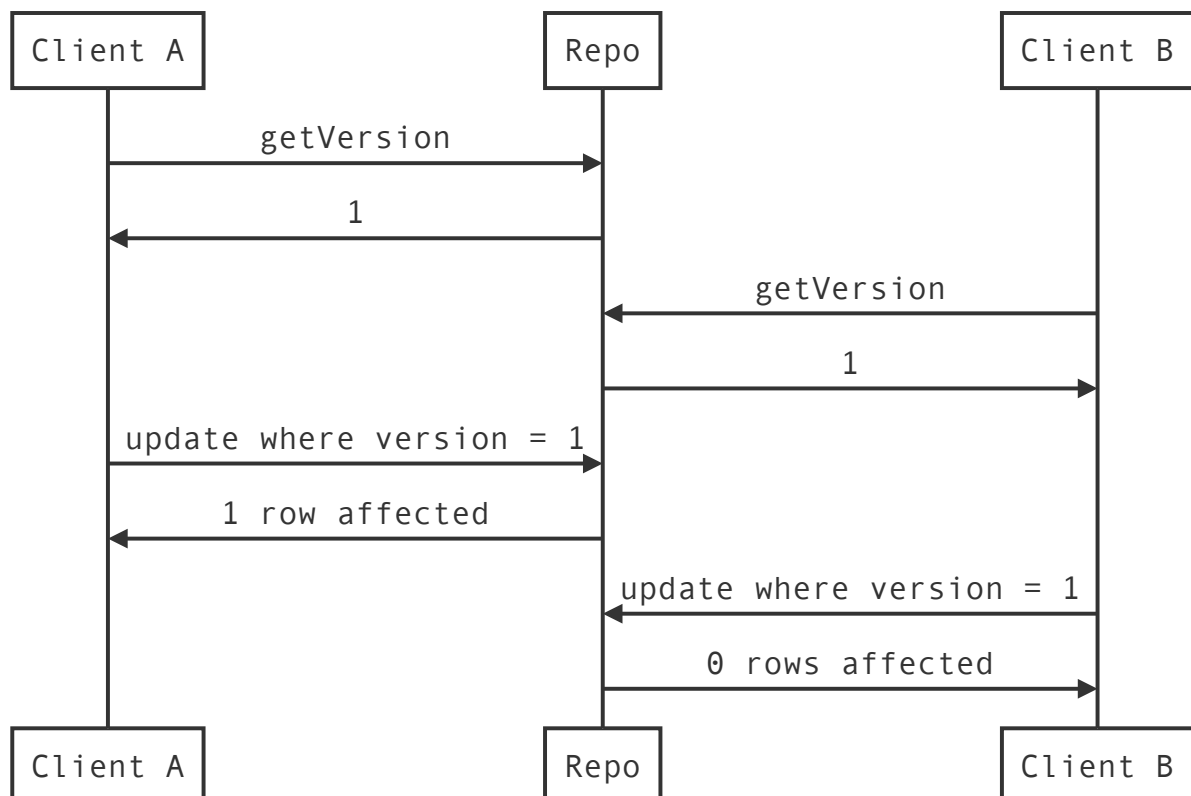 Client A
Repo
Client B
getVersion
1
getVersion
1
update where version = 1
1 row affected
update where version = 1
0 rows affected
Client A
Repo
Client B